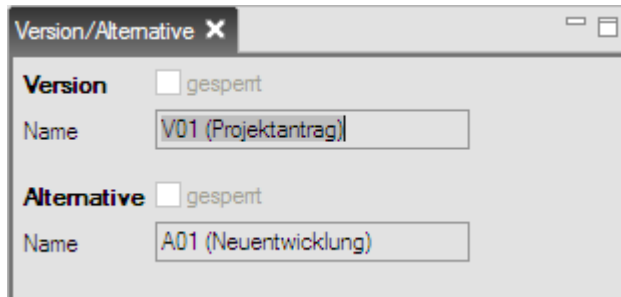 Version/Alternative
Version gesperrt
Name V01 (Projektantrag)
Alternative gesperrt
Name A01 (Neuentwicklung)